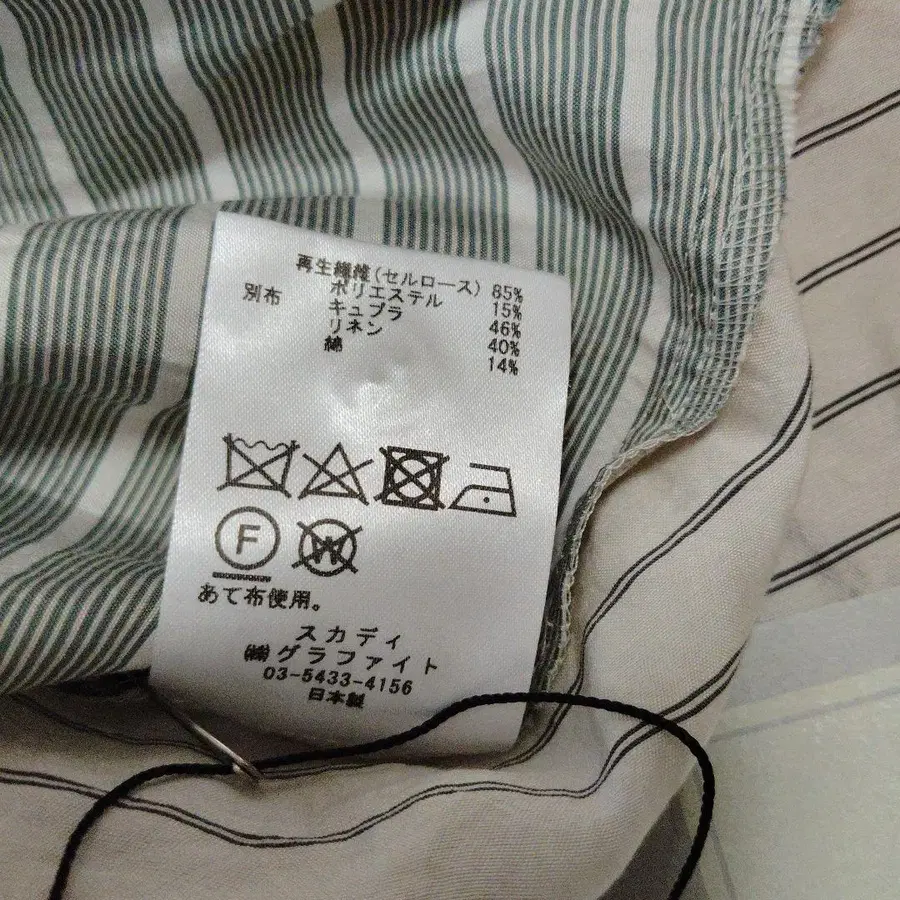 再生繊維(セルロース) 85%
ポリエステル 15%
別布 キュプラ 46%
リネン 40%
綿 14%
F
W
あて布使用。
スカディ
㈱グラファイト
03-5433-4156
日本製